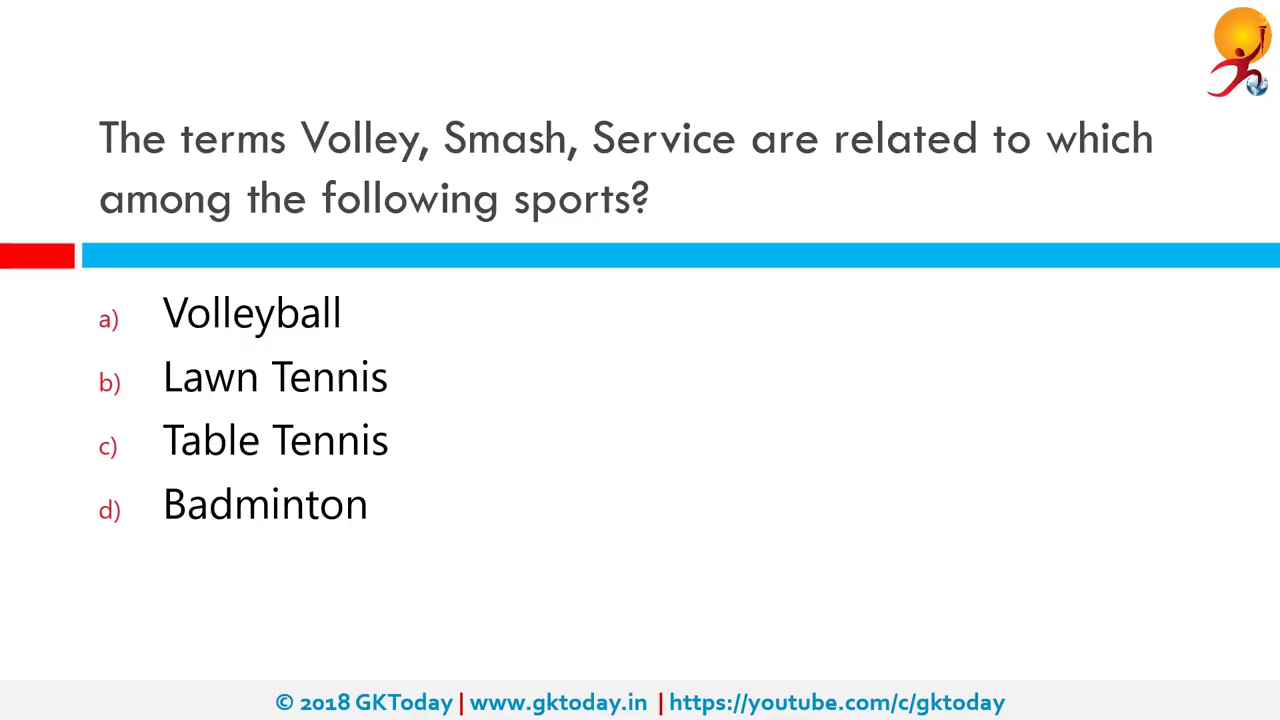 The terms Volley, Smash, Service are related to which
among the following sports?
a) Volleyball
b) Lawn Tennis
c) Table Tennis
d) Badminton
© 2018 GKToday | www.gktoday.in | https://youtube.com/c/gktoday